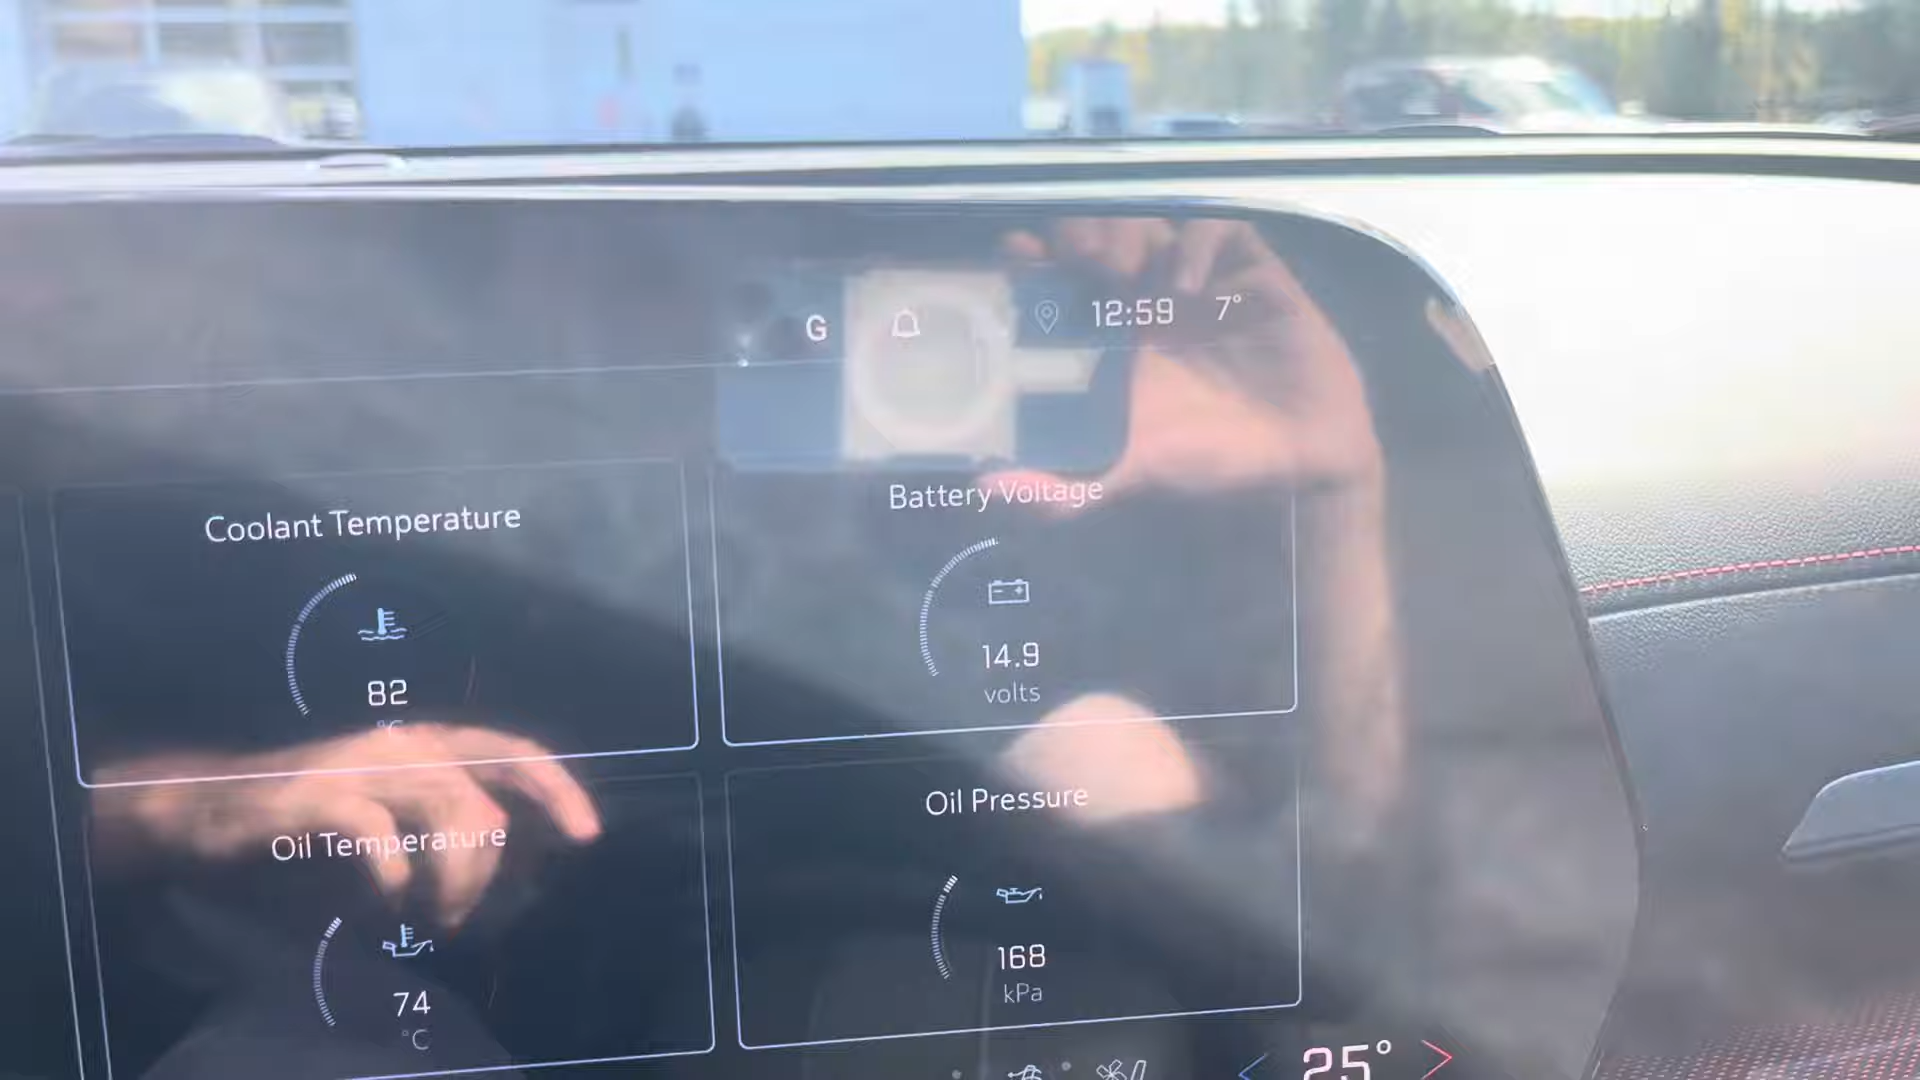 G 12:59 7°
Coolant Temperature
82
°C
Battery Voltage
14.9
volts
Oil Temperature
74
°C
Oil Pressure
168
kPa
25°